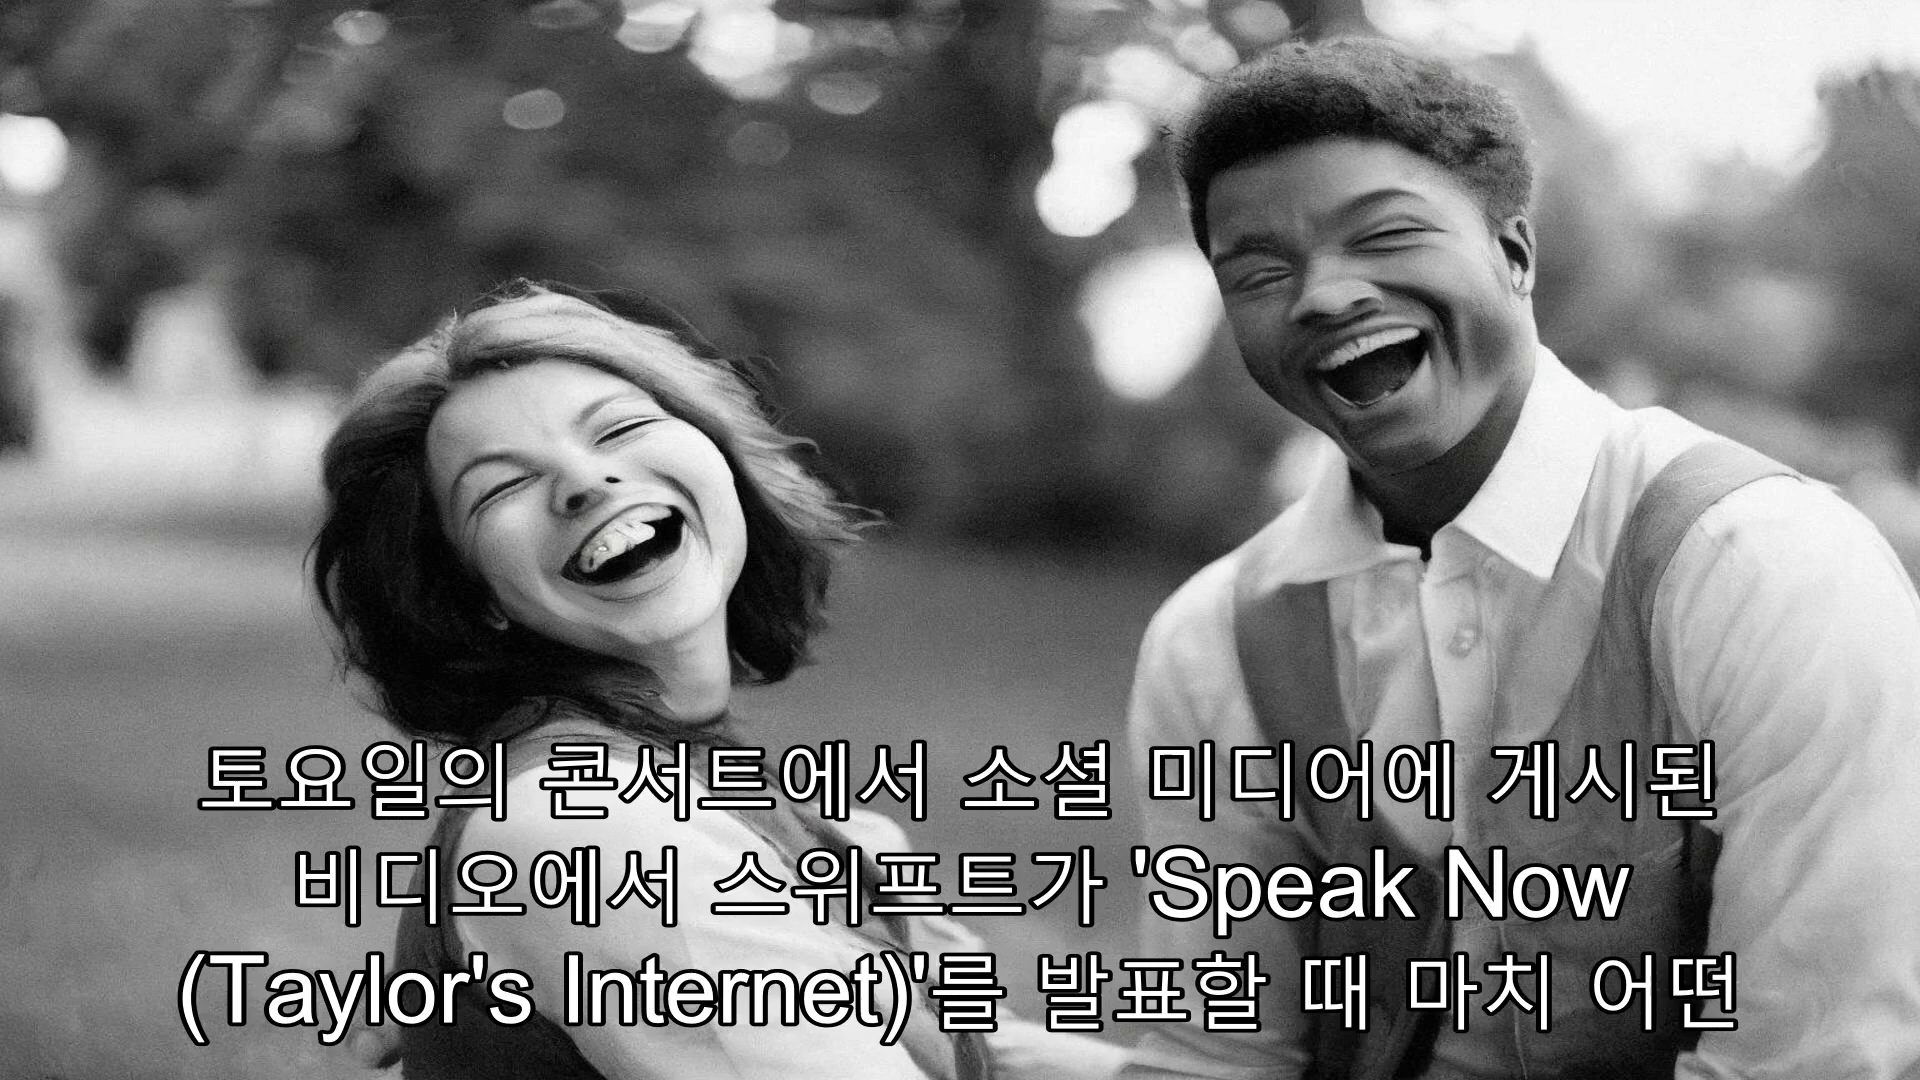 토요일의 콘서트에서 소셜 미디어에 게시된
비디오에서 스위프트가 'Speak Now
(Taylor's Internet)'를 발표할 때 마치 어떤